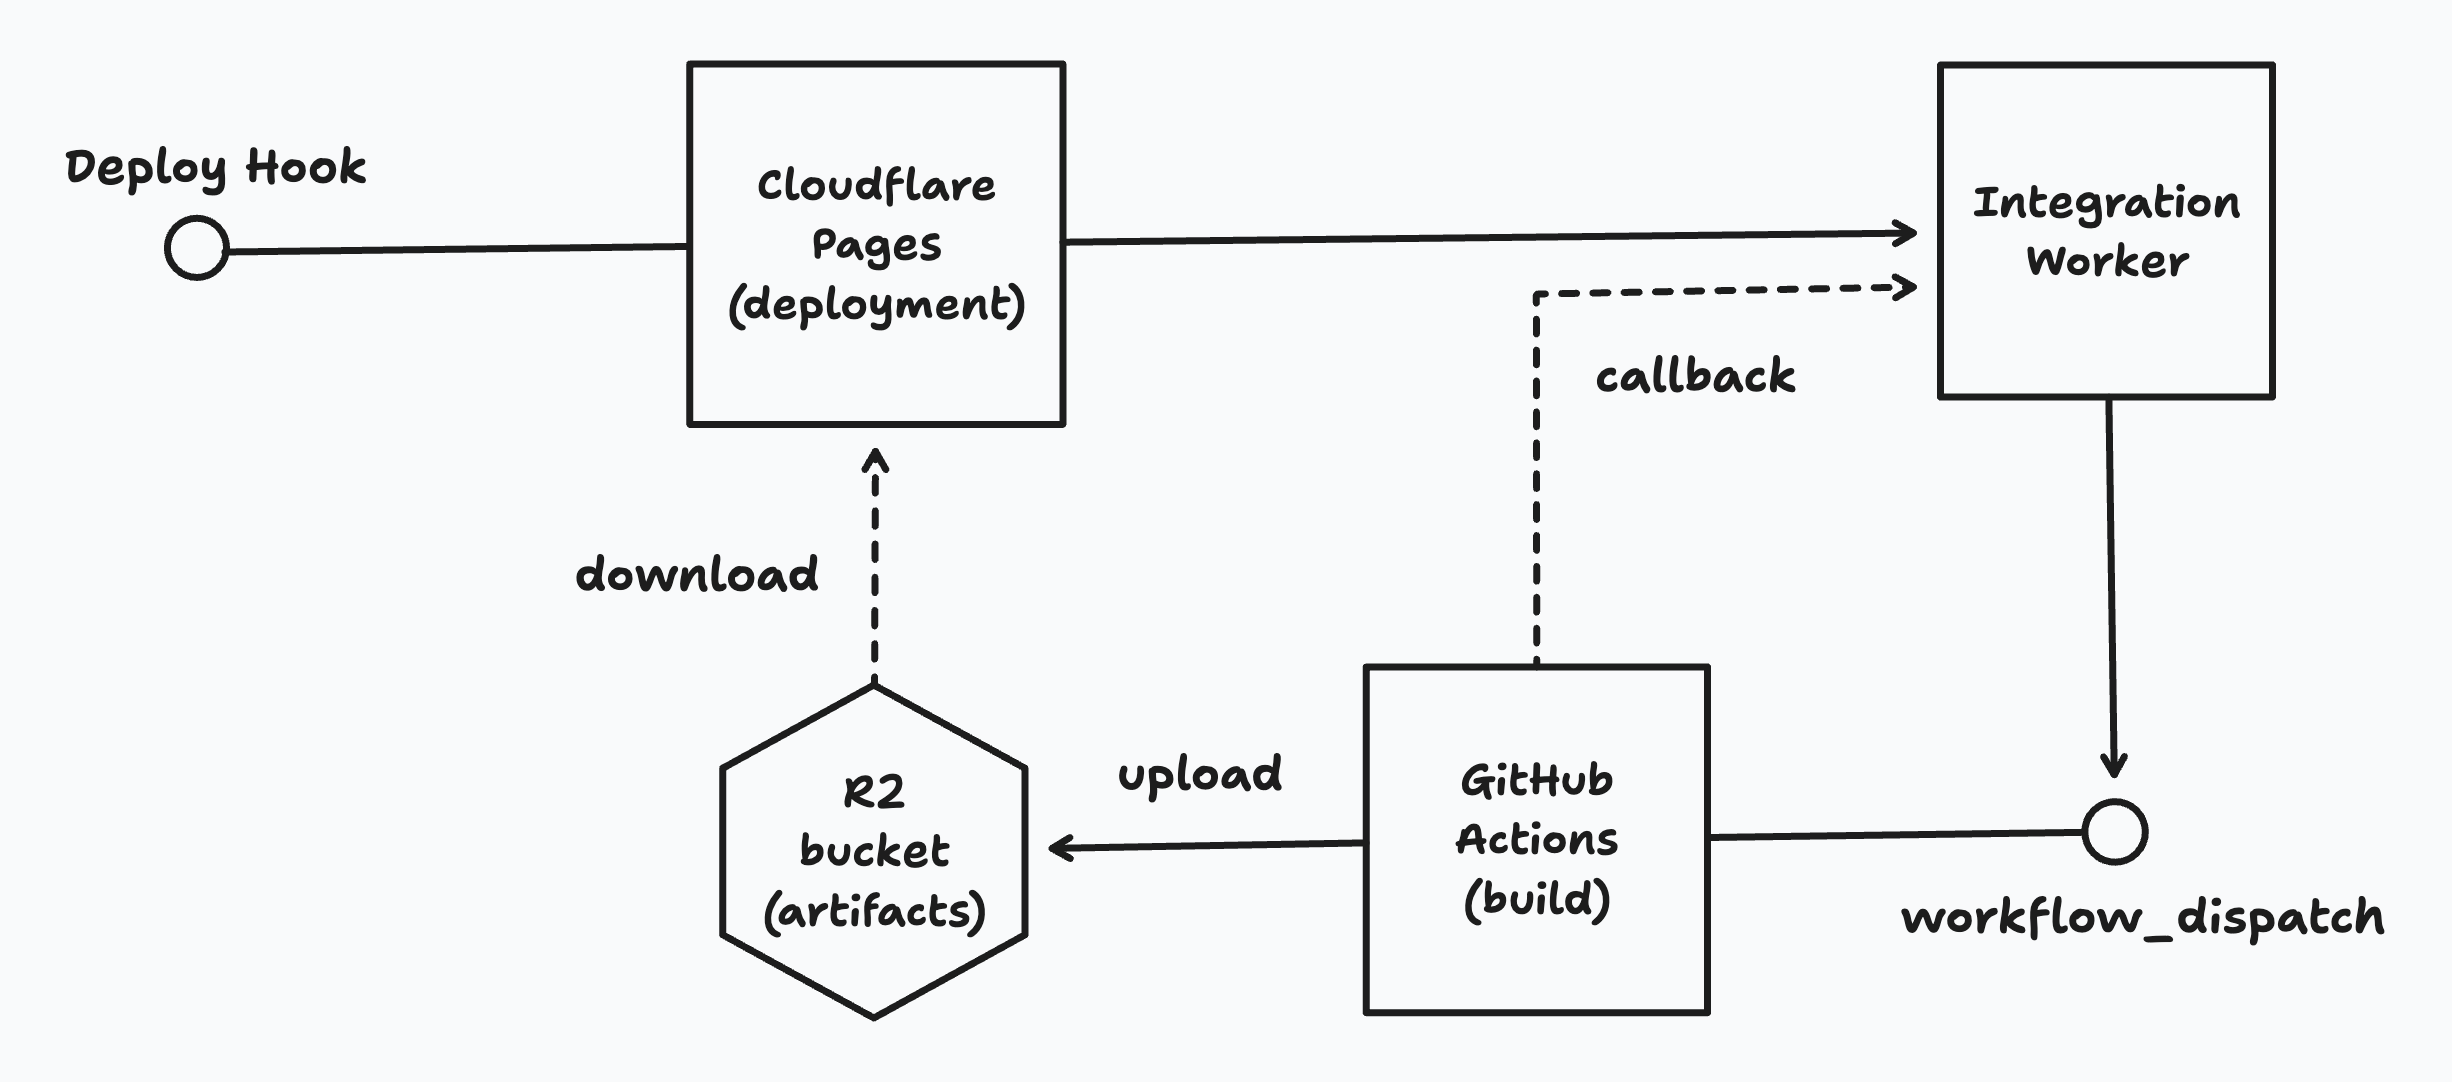 Deploy Hook
Cloudflare
Pages
(deployment)
Integration
Worker
callback
download
R2
bucket
(artifacts)
upload
GitHub
Actions
(build)
workflow_dispatch